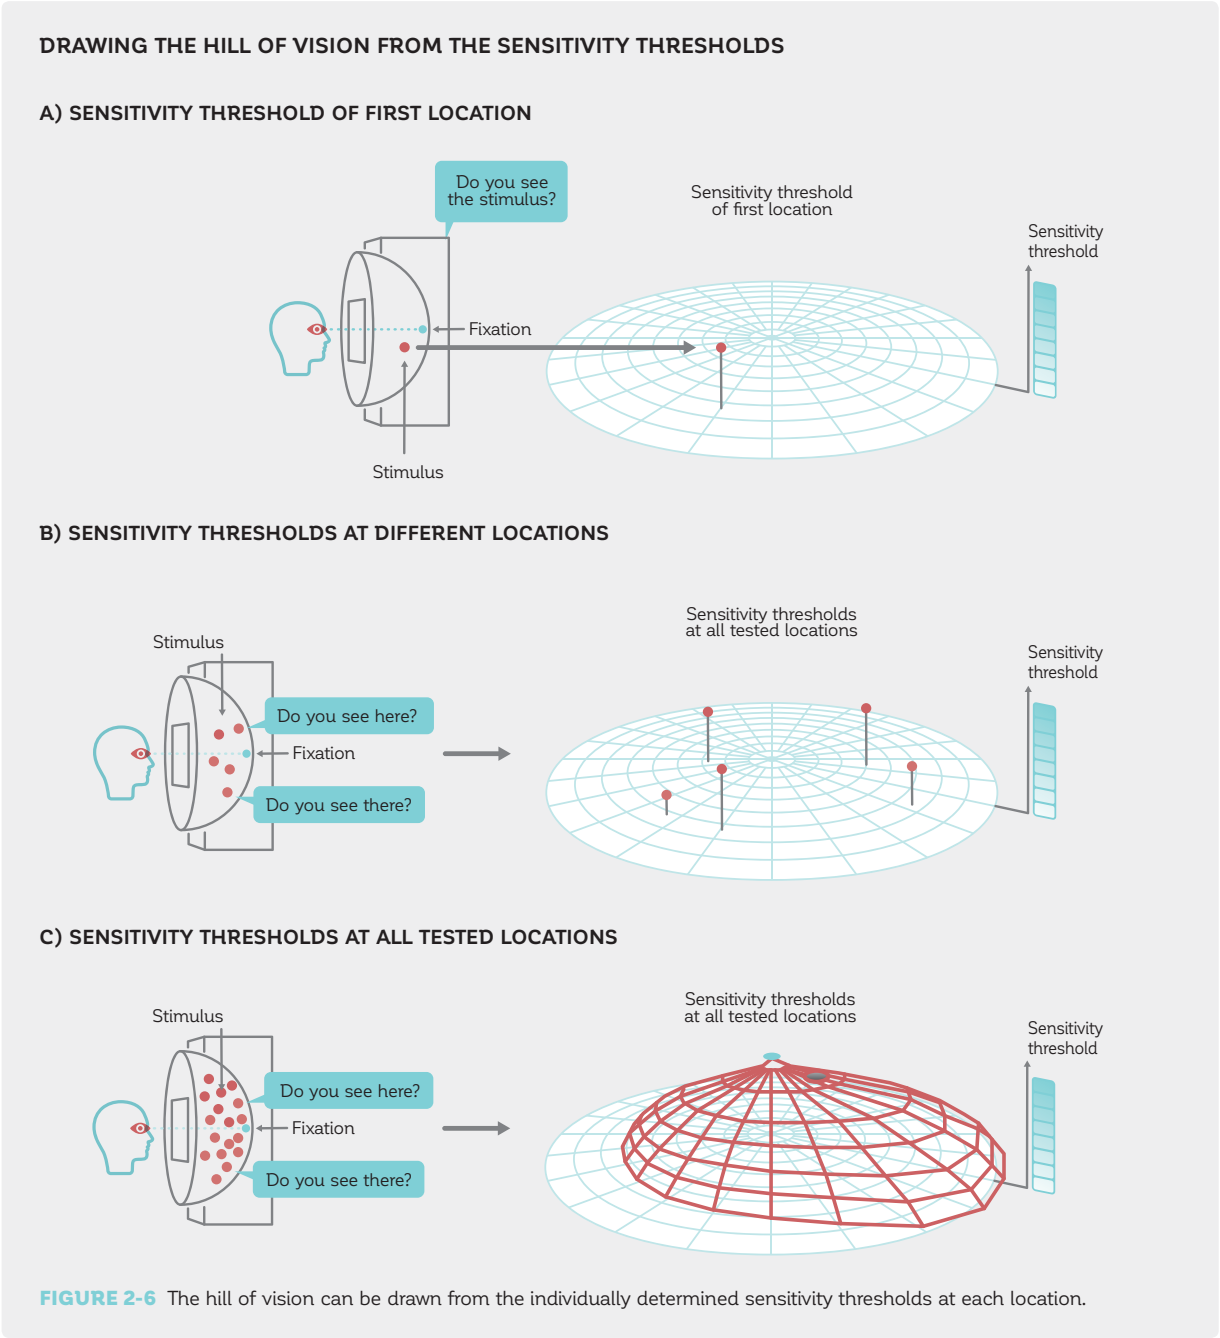 DRAWING THE HILL OF VISION FROM THE SENSITIVITY THRESHOLDS
A) SENSITIVITY THRESHOLD OF FIRST LOCATION
Do you see
the stimulus?
Sensitivity threshold
of first location
Sensitivity
threshold
Fixation
Stimulus
B) SENSITIVITY THRESHOLDS AT DIFFERENT LOCATIONS
Sensitivity thresholds
at all tested locations
Stimulus
Sensitivity
threshold
Do you see here?
Fixation
Do you see there?
C) SENSITIVITY THRESHOLDS AT ALL TESTED LOCATIONS
Sensitivity thresholds
at all tested locations
Stimulus
Sensitivity
threshold
Do you see here?
Fixation
Do you see there?
FIGURE 2-6 The hill of vision can be drawn from the individually determined sensitivity thresholds at each location.